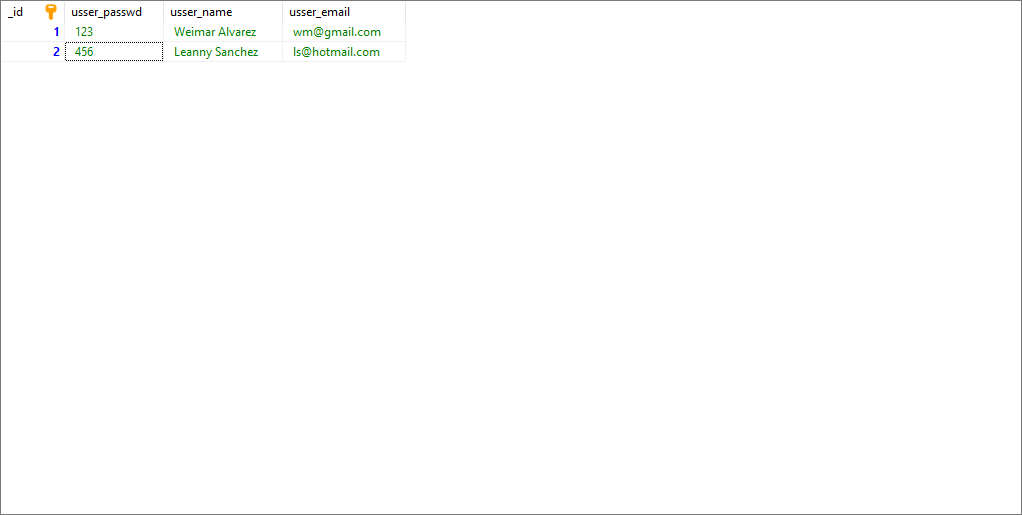 _id usser_passwd usser_name usser_email
1 123 Weimar Alvarez wm@gmail.com
2 456 Leanny Sanchez ls@hotmail.com